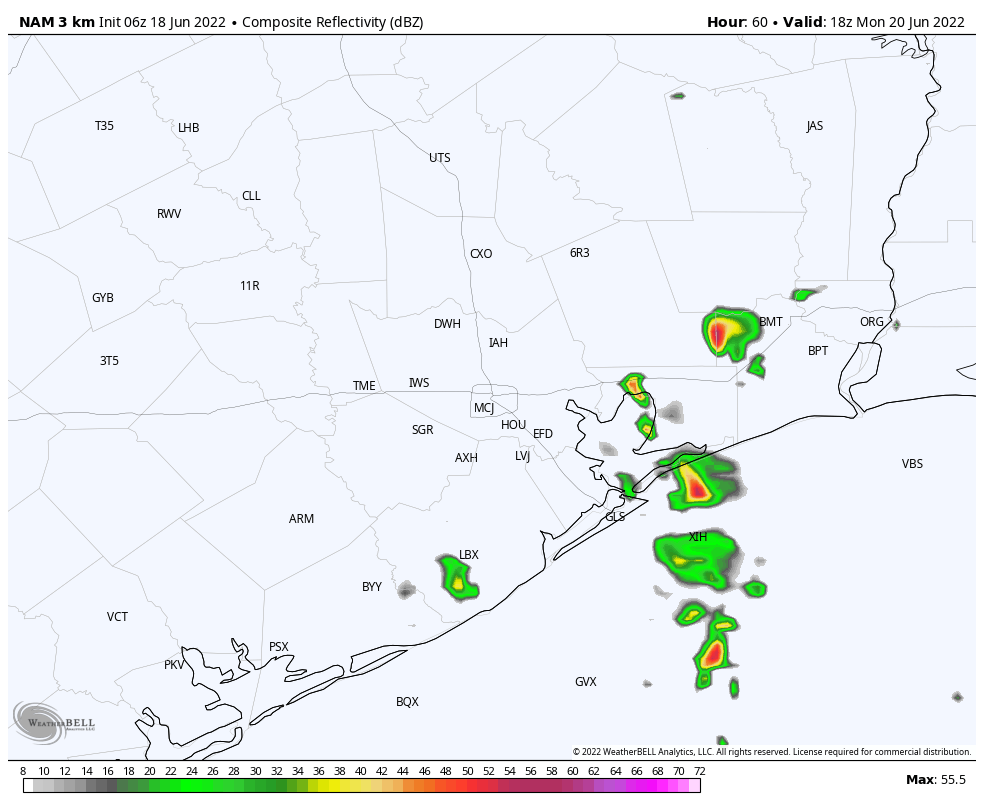 NAM 3 km Init 06z 18 Jun 2022 • Composite Reflectivity (dBZ) Hour: 60 • Valid: 18z Mon 20 Jun 2022
T35 LHB JAS
UTS
CLL
RWV
CXO 6R3
11R
GYB
DWH BMT ORG
IAH
BPT
3T5
TME IWS
MCJ
SGR HOU EFD
AXH LVJ VBS
ARM GLS
XIH
LBX
BYY
VCT
PSX
PKV
GVX
BQX
WEATHERBELL
ANALYTICS LLC
© 2022 WeatherBELL Analytics, LLC. All rights reserved. License required for commercial distribution.
8 10 12 14 16 18 20 22 24 26 28 30 32 34 36 38 40 42 44 46 48 50 52 54 56 58 60 62 64 66 68 70 72
Max: 55.5